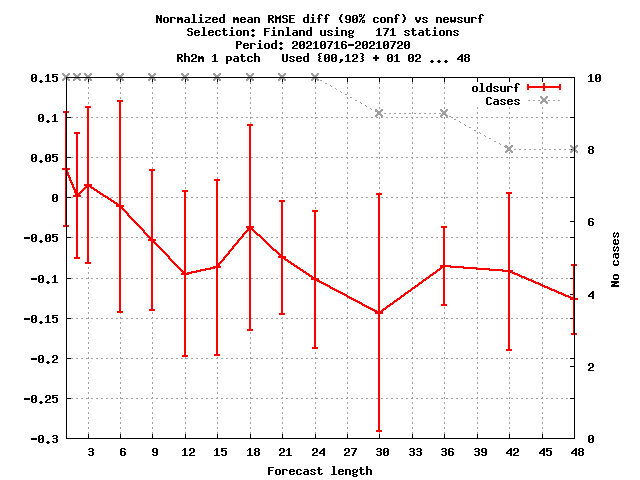 Normalized mean RMSE diff (90% conf) vs newsurf
Selection: Finland using   171 stations
Period: 20210716-20210720
Rh2m 1 patch   Used {00,12} + 01 02 ... 48
oldsurf
Cases
0.15
0.1
0.05
0
-0.05
-0.1
-0.15
-0.2
-0.25
-0.3
10
8
6
4
2
0
No cases
3 6 9 12 15 18 21 24 27 30 33 36 39 42 45 48
Forecast length